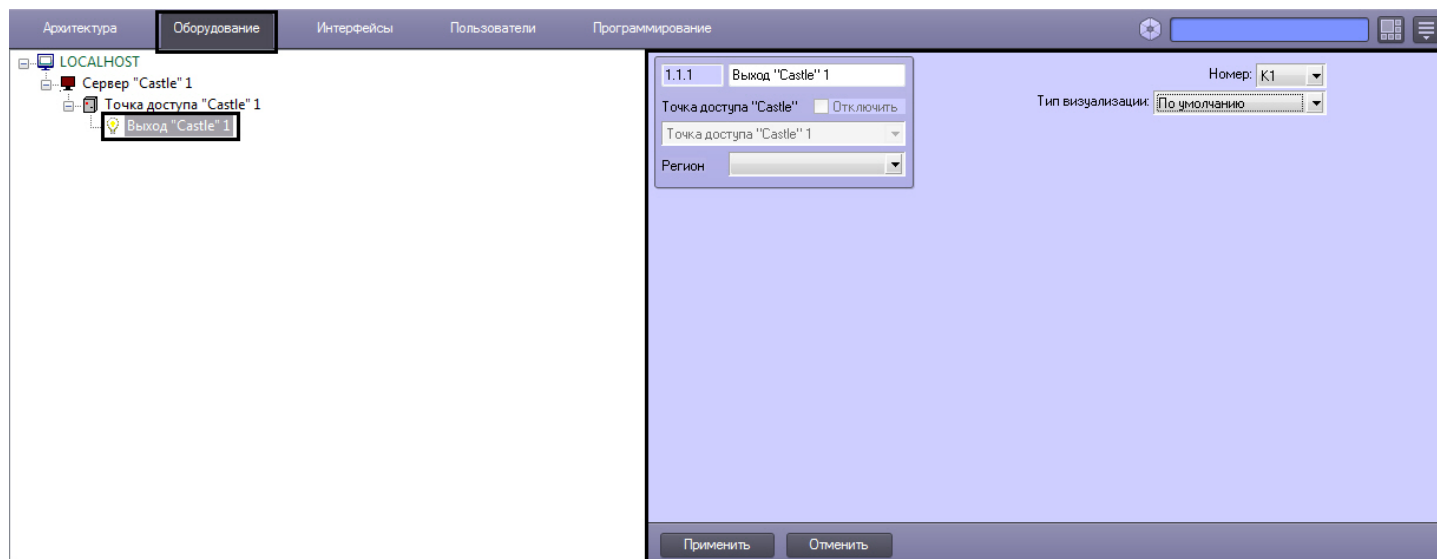 Архитектура Оборудование Интерфейсы Пользователи Программирование
LOCALHOST
Сервер "Castle" 1
Точка доступа "Castle" 1
Выход "Castle" 1
1.1.1 Выход "Castle" 1
Точка доступа "Castle" Отключить
Точка доступа "Castle" 1
Регион
Номер: K1
Тип визуализации: По умолчанию
Применить Отменить